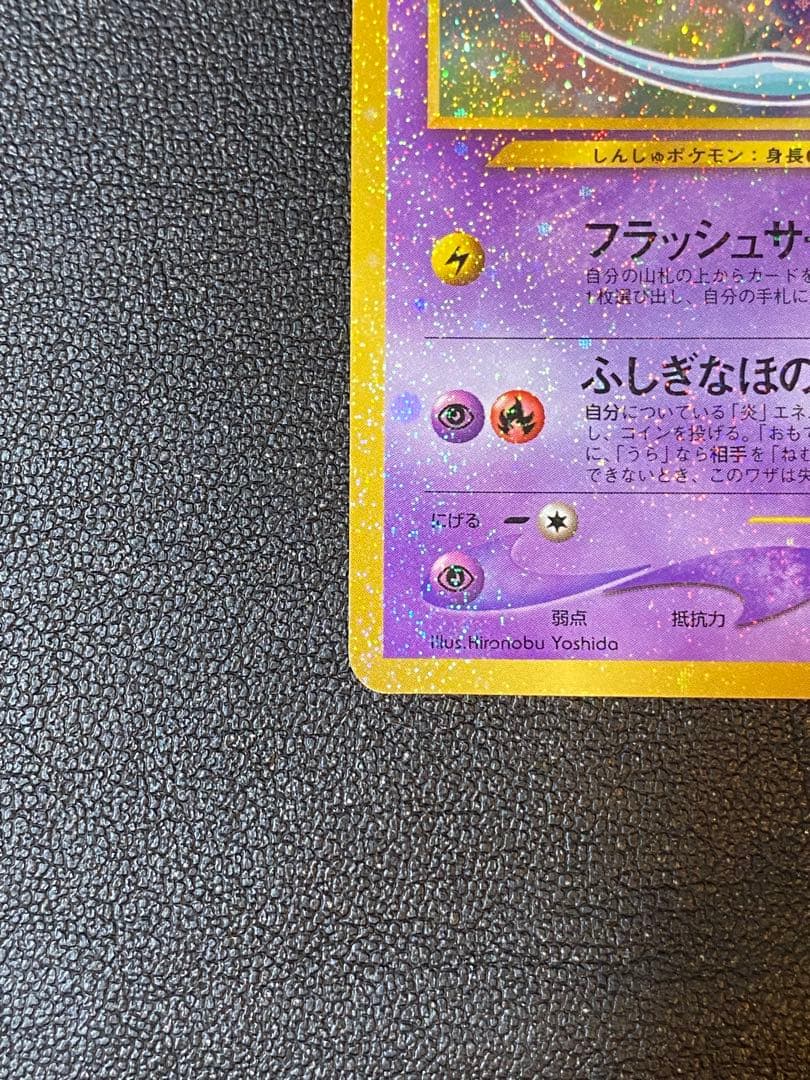 しんしゅポケモン：身長
フラッシュサ
自分の山札の上からカードを
1枚選び出し、自分の手札に
ふしぎなほの
自分についている「炎」エネ
し、コインを投げる。「おもて
に、「うら」なら相手を「ねむ
できないとき、このワザは失
にげる
弱点
抵抗力
Illus.Hironobu Yoshida